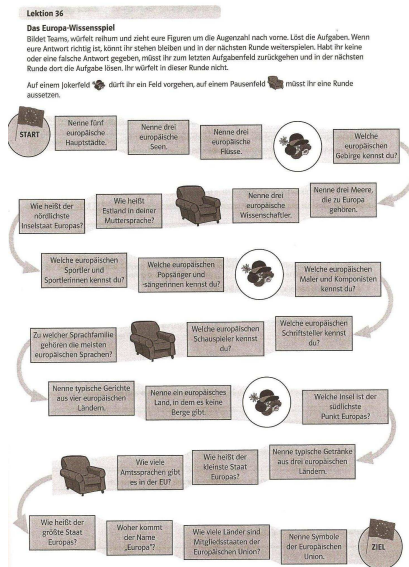 Lektion 36
Das Europa-Wissensspiel
Bildet Teams, würfelt reihum und zieht eure Figuren um die Augenzahl nach vorne. Löst die Aufgaben. Wenn
eure Antwort richtig ist, könnt ihr stehen bleiben und in der nächsten Runde weiterspielen. Habt ihr keine
oder eine falsche Antwort gegeben, müsst ihr zum letzten Aufgabenfeld zurückgehen und in der nächsten
Runde dort die Aufgabe lösen. Ihr würfelt in dieser Runde nicht.
Auf einem Jokerfeld dürft ihr ein Feld vorgehen, auf einem Pausenfeld müsst ihr eine Runde
aussetzen.
START
Nenne fünf
europäische
Hauptstädte.
Nenne drei
europäische
Seen.
Nenne drei
europäische
Flüsse.
Welche
europäischen
Gebirge kennst du?
Nenne drei Meere,
die zu Europa
gehören.
Nenne drei
europäische
Wissenschaftler.
Wie heißt
Estland in deiner
Muttersprache?
Wie heißt der
nördlichste
Inselstaat Europas?
Welche europäischen
Sportler und
Sportlerinnen kennst du?
Welche europäischen
Popsänger und
-sängerinnen kennst du?
Welche europäischen
Maler und Komponisten
kennst du?
Welche europäischen
Schriftsteller kennst
du?
Welche europäischen
Schauspieler kennst
du?
Zu welcher Sprachfamilie
gehören die meisten
europäischen Sprachen?
Nenne typische Gerichte
aus vier europäischen
Ländern.
Nenne ein europäisches
Land, in dem es keine
Berge gibt.
Welche Insel ist der
südlichste
Punkt Europas?
Nenne typische Getränke
aus drei europäischen
Ländern.
Wie heißt der
kleinste Staat
Europas?
Wie viele
Amtssprachen gibt
es in der EU?
Wie heißt der
größte Staat
Europas?
Woher kommt
der Name
„Europa"?
Wie viele Länder sind
Mitgliedsstaaten der
Europäischen Union?
Nenne Symbole
der Europäischen
Union.
ZIEL